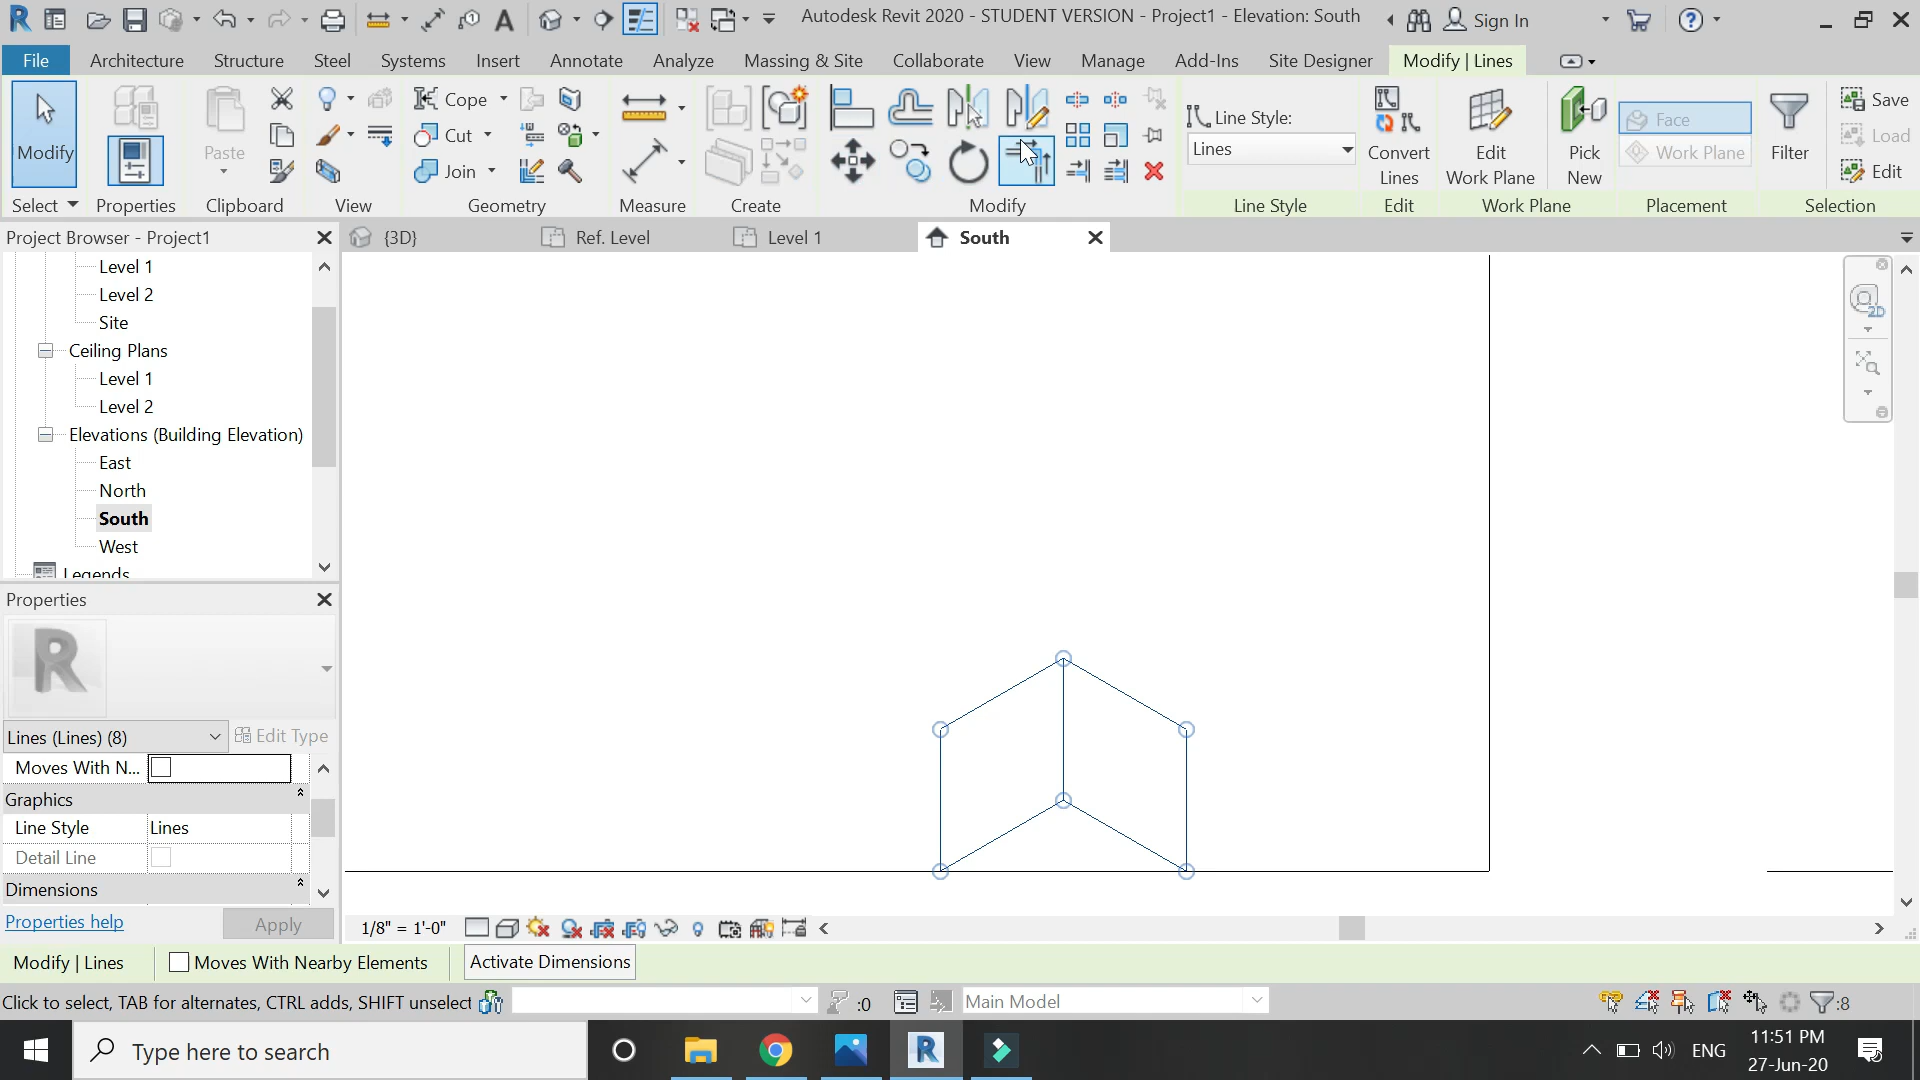 Autodesk Revit 2020 - STUDENT VERSION - Project1 - Elevation: South
Sign In
File Architecture Structure Steel Systems Insert Annotate Analyze Massing & Site Collaborate View Manage Add-Ins Site Designer Modify | Lines
Modify
Paste
Cope
Cut
Join
Line Style:
Lines
Convert Lines
Edit Work Plane
Pick New
Face
Work Plane
Filter
Save
Load
Edit
Select Properties Clipboard View Geometry Measure Create Modify Line Style Edit Work Plane Placement Selection
Project Browser - Project1
{3D} Ref. Level Level 1 South
Level 1
Level 2
Site
Ceiling Plans
Level 1
Level 2
Elevations (Building Elevation)
East
North
South
West
Legends
2D
Properties
R
Lines (Lines) (8) Edit Type
Moves With N...
Graphics
Line Style Lines
Detail Line
Dimensions
Properties help Apply
1/8" = 1'-0"
Modify | Lines Moves With Nearby Elements Activate Dimensions
Click to select, TAB for alternates, CTRL adds, SHIFT unselect :0 Main Model :8
Type here to search
ENG
11:51 PM
27-Jun-20